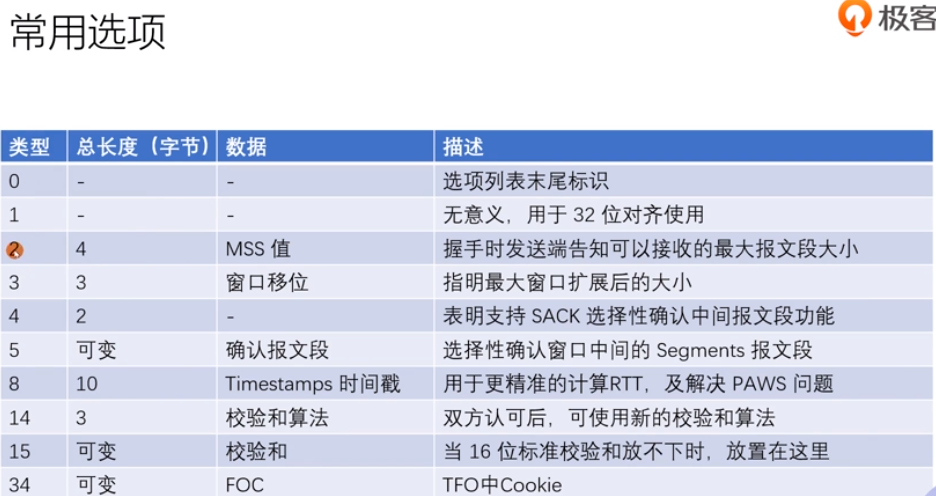 常用选项
极客
类型 总长度（字节） 数据 描述
0 - - 选项列表末尾标识
1 - - 无意义，用于 32 位对齐使用
2 4 MSS 值 握手时发送端告知可以接收的最大报文段大小
3 3 窗口移位 指明最大窗口扩展后的大小
4 2 - 表明支持 SACK 选择性确认中间报文段功能
5 可变 确认报文段 选择性确认窗口中间的 Segments 报文段
8 10 Timestamps 时间戳 用于更精准的计算RTT，及解决 PAWS 问题
14 3 校验和算法 双方认可后，可使用新的校验和算法
15 可变 校验和 当 16 位标准校验和放不下时，放置在这里
34 可变 FOC TFO中Cookie